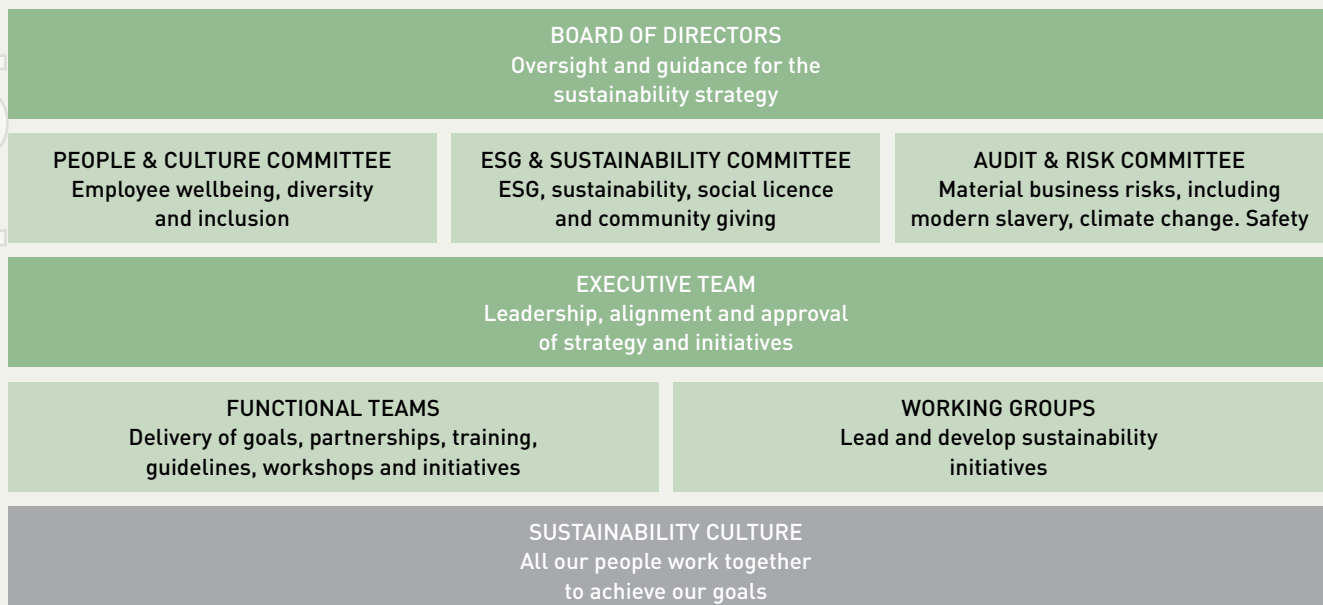 BOARD OF DIRECTORS
Oversight and guidance for the
sustainability strategy
PEOPLE & CULTURE COMMITTEE
Employee wellbeing, diversity
and inclusion
ESG & SUSTAINABILITY COMMITTEE
ESG, sustainability, social licence
and community giving
AUDIT & RISK COMMITTEE
Material business risks, including
modern slavery, climate change. Safety
EXECUTIVE TEAM
Leadership, alignment and approval
of strategy and initiatives
FUNCTIONAL TEAMS
Delivery of goals, partnerships, training,
guidelines, workshops and initiatives
WORKING GROUPS
Lead and develop sustainability
initiatives
SUSTAINABILITY CULTURE
All our people work together
to achieve our goals